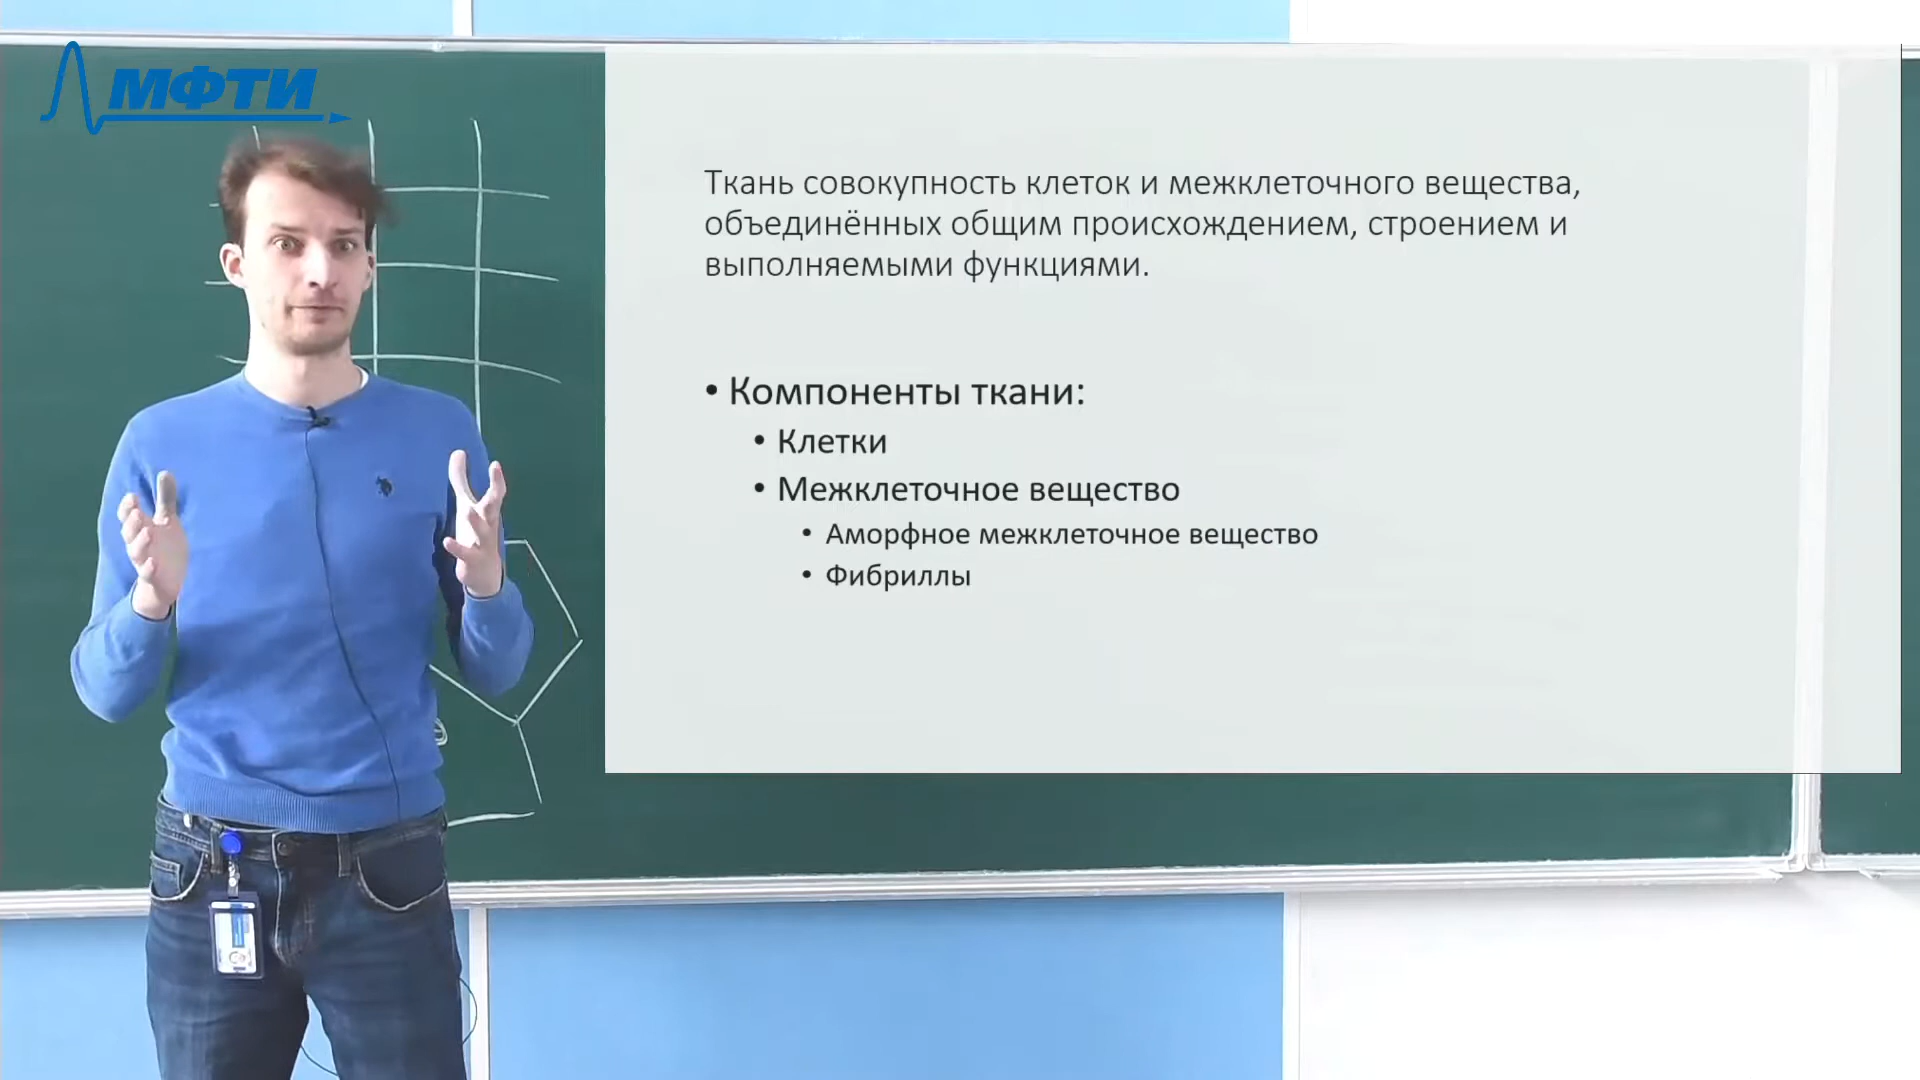 МФТИ
Ткань совокупность клеток и межклеточного вещества,
объединённых общим происхождением, строением и
выполняемыми функциями.
• Компоненты ткани:
• Клетки
• Межклеточное вещество
• Аморфное межклеточное вещество
• Фибриллы